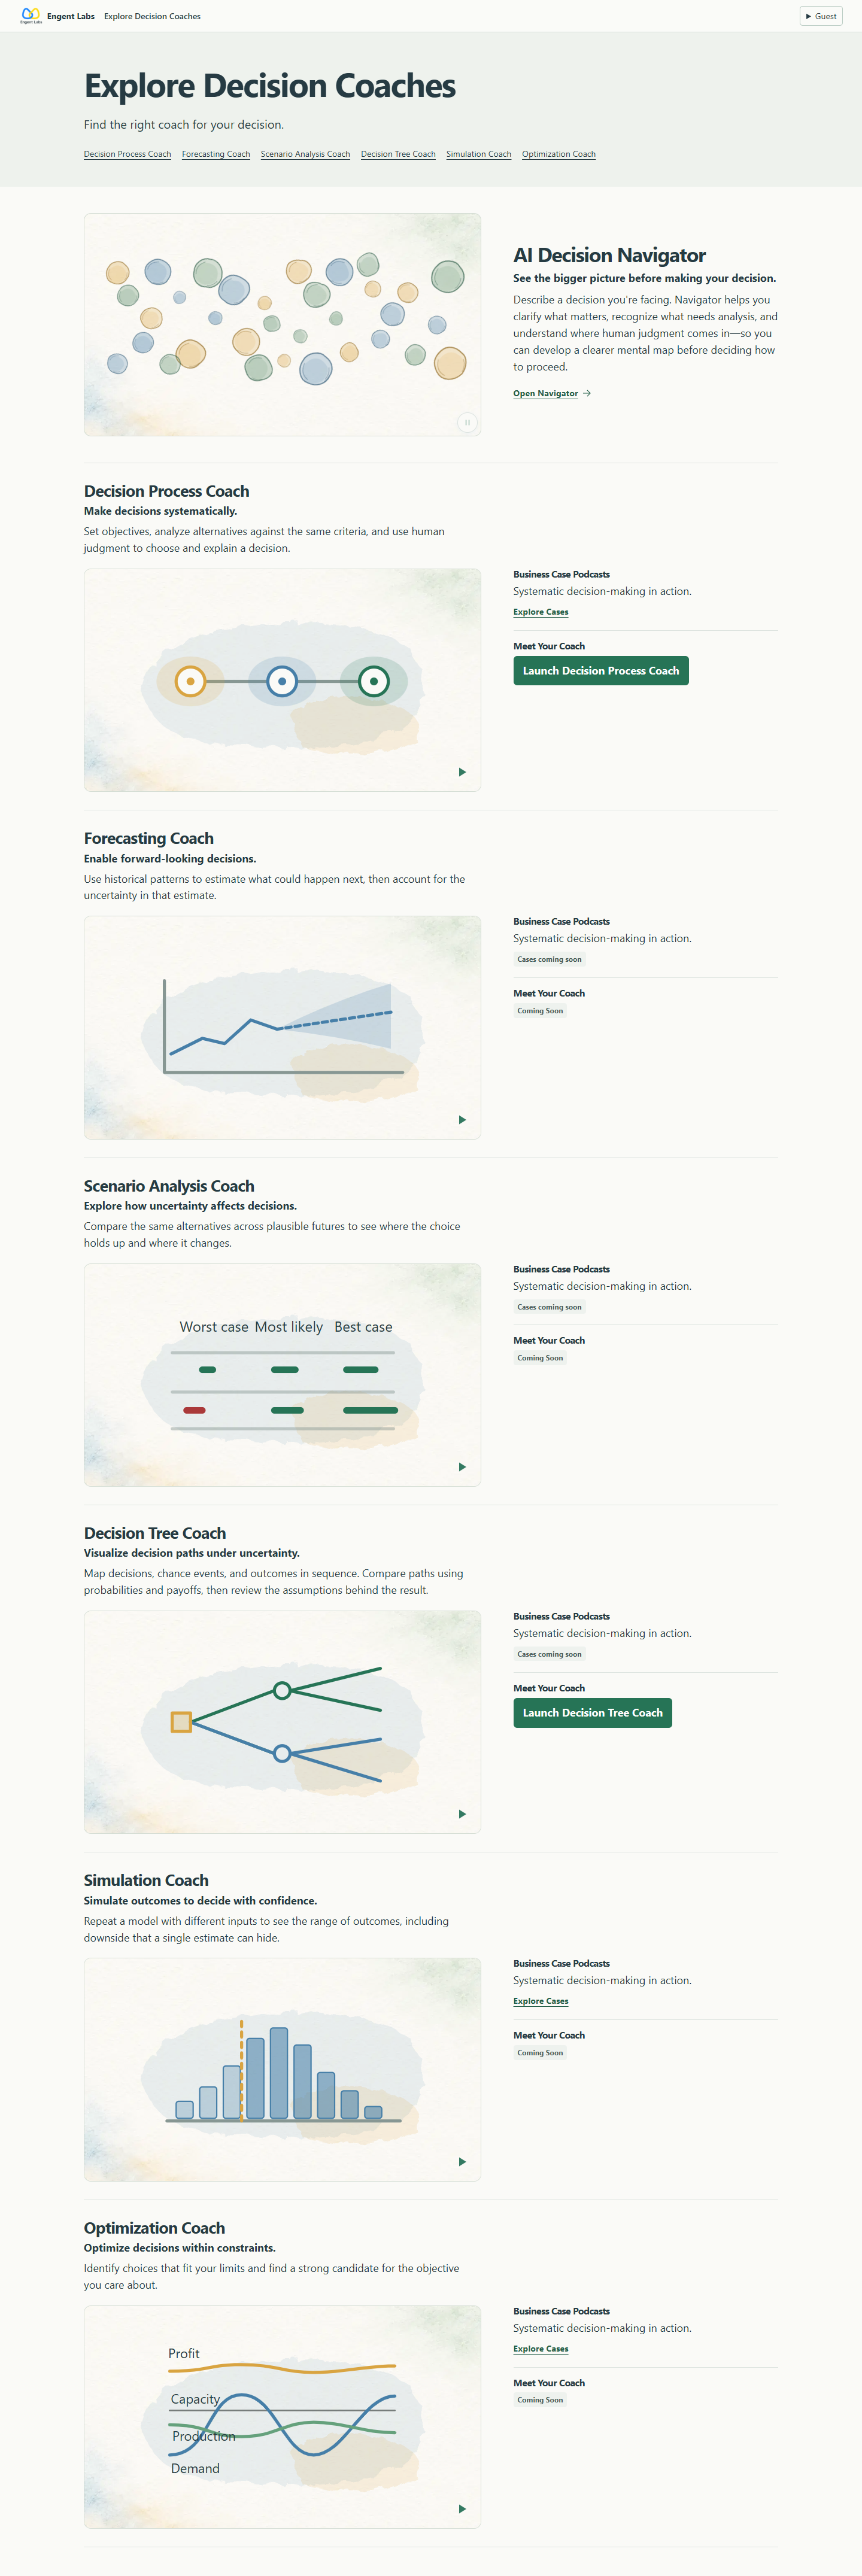 Engent Labs
Engent Labs Explore Decision Coaches
Guest
Explore Decision Coaches
Find the right coach for your decision.
Decision Process Coach Forecasting Coach Scenario Analysis Coach Decision Tree Coach Simulation Coach Optimization Coach
AI Decision Navigator
See the bigger picture before making your decision.
Describe a decision you're facing. Navigator helps you
clarify what matters, recognize what needs analysis, and
understand where human judgment comes in—so you
can develop a clearer mental map before deciding how
to proceed.
Open Navigator →
Decision Process Coach
Make decisions systematically.
Set objectives, analyze alternatives against the same criteria, and use human
judgment to choose and explain a decision.
Business Case Podcasts
Systematic decision-making in action.
Explore Cases
Meet Your Coach
Launch Decision Process Coach
Forecasting Coach
Enable forward-looking decisions.
Use historical patterns to estimate what could happen next, then account for the
uncertainty in that estimate.
Business Case Podcasts
Systematic decision-making in action.
Cases coming soon
Meet Your Coach
Coming Soon
Scenario Analysis Coach
Explore how uncertainty affects decisions.
Compare the same alternatives across plausible futures to see where the choice
holds up and where it changes.
Worst case Most likely Best case
Business Case Podcasts
Systematic decision-making in action.
Cases coming soon
Meet Your Coach
Coming Soon
Decision Tree Coach
Visualize decision paths under uncertainty.
Map decisions, chance events, and outcomes in sequence. Compare paths using
probabilities and payoffs, then review the assumptions behind the result.
Business Case Podcasts
Systematic decision-making in action.
Cases coming soon
Meet Your Coach
Launch Decision Tree Coach
Simulation Coach
Simulate outcomes to decide with confidence.
Repeat a model with different inputs to see the range of outcomes, including
downside that a single estimate can hide.
Business Case Podcasts
Systematic decision-making in action.
Explore Cases
Meet Your Coach
Coming Soon
Optimization Coach
Optimize decisions within constraints.
Identify choices that fit your limits and find a strong candidate for the objective
you care about.
Profit
Capacity
Production
Demand
Business Case Podcasts
Systematic decision-making in action.
Explore Cases
Meet Your Coach
Coming Soon